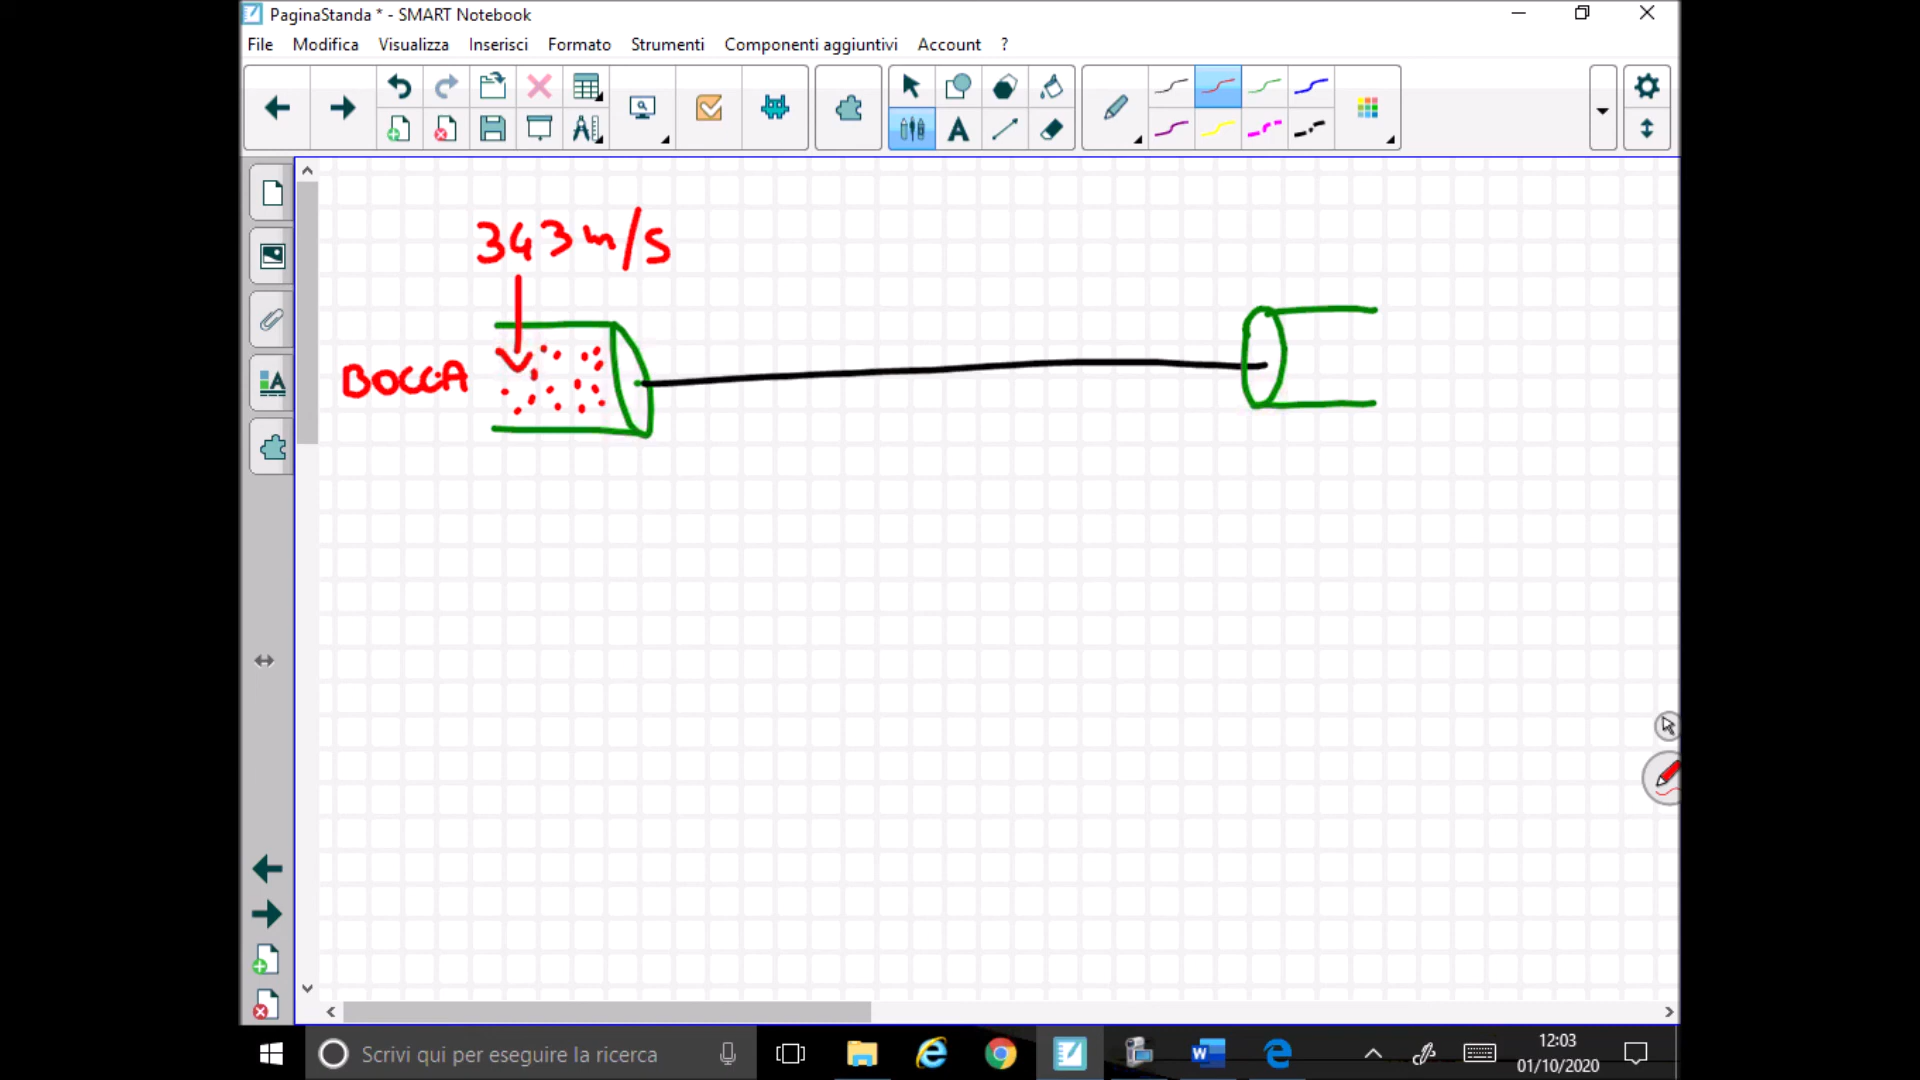 PaginaStanda * - SMART Notebook
File Modifica Visualizza Inserisci Formato Strumenti Componenti aggiuntivi Account ?
343 m/s
BOCCA
Scrivi qui per eseguire la ricerca
12:03
01/10/2020